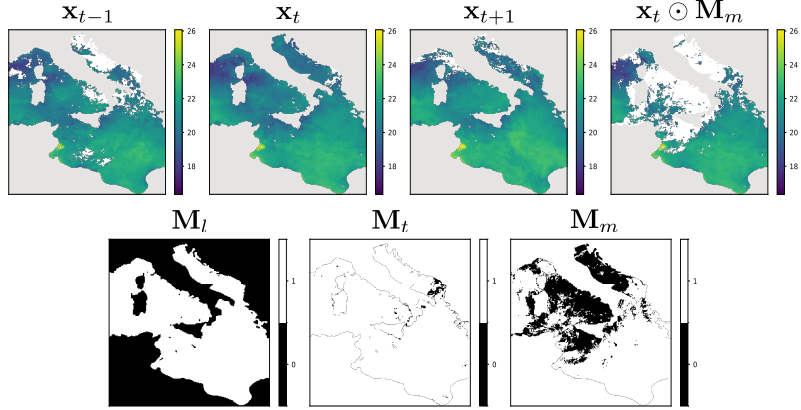 x_{t−1} x_t x_{t+1} x_t ⊙ M_m
26 26 26 26
24 24 24 24
22 22 22 22
20 20 20 20
18 18 18 18
M_l M_t M_m
1 1 1
0 0 0